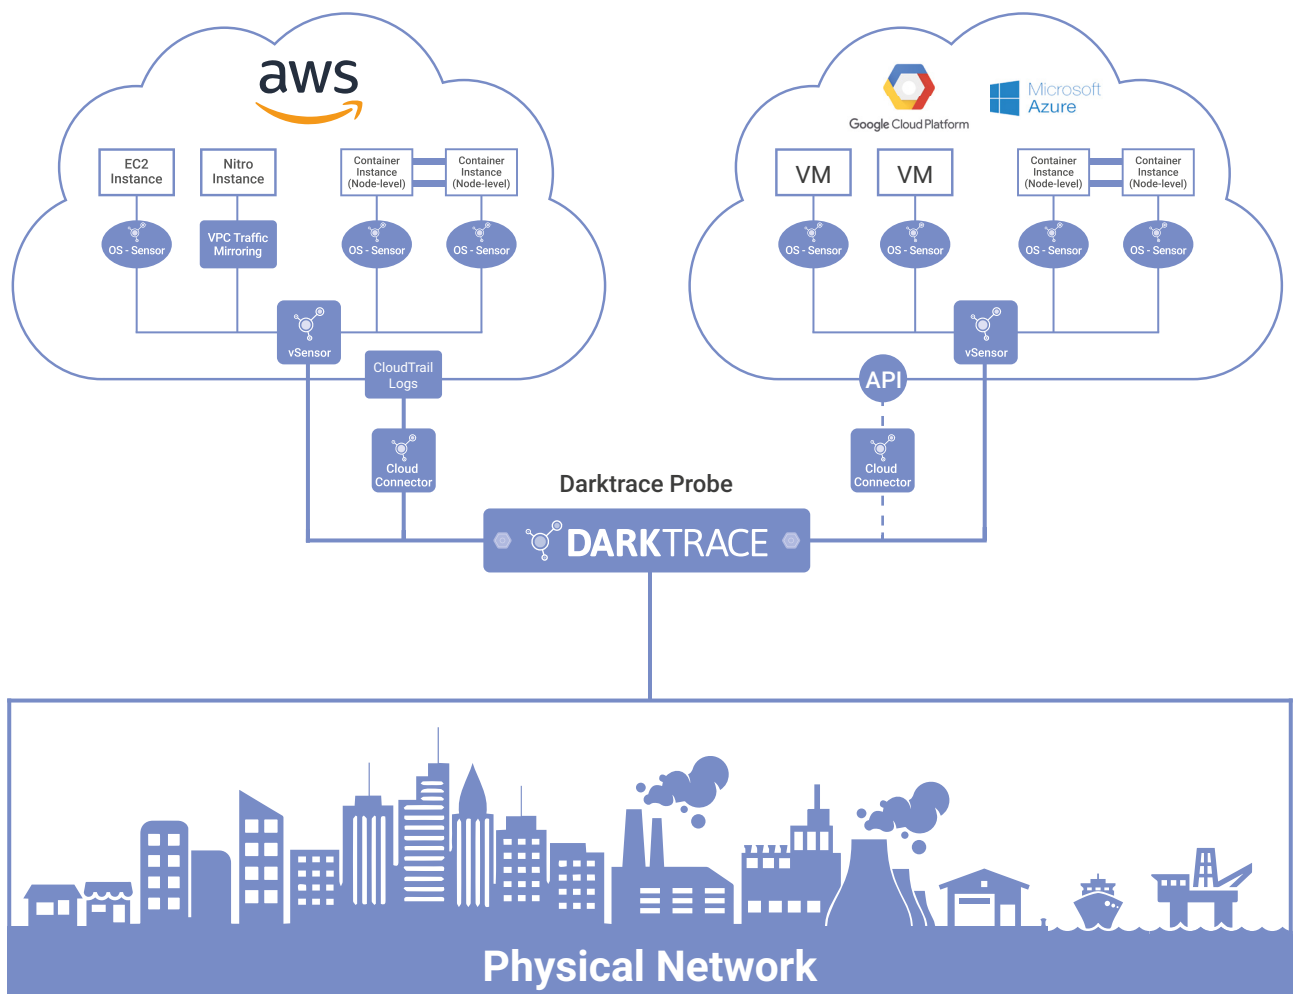 aws
Google Cloud Platform
Microsoft
Azure
EC2
Instance
Nitro
Instance
Container
Instance
(Node-level)
Container
Instance
(Node-level)
VM
VM
Container
Instance
(Node-level)
Container
Instance
(Node-level)
OS - Sensor
VPC Traffic
Mirroring
OS - Sensor
OS - Sensor
OS - Sensor
OS - Sensor
OS - Sensor
OS - Sensor
vSensor
vSensor
CloudTrail
Logs
API
Cloud
Connector
Cloud
Connector
Darktrace Probe
DARKTRACE
Physical Network